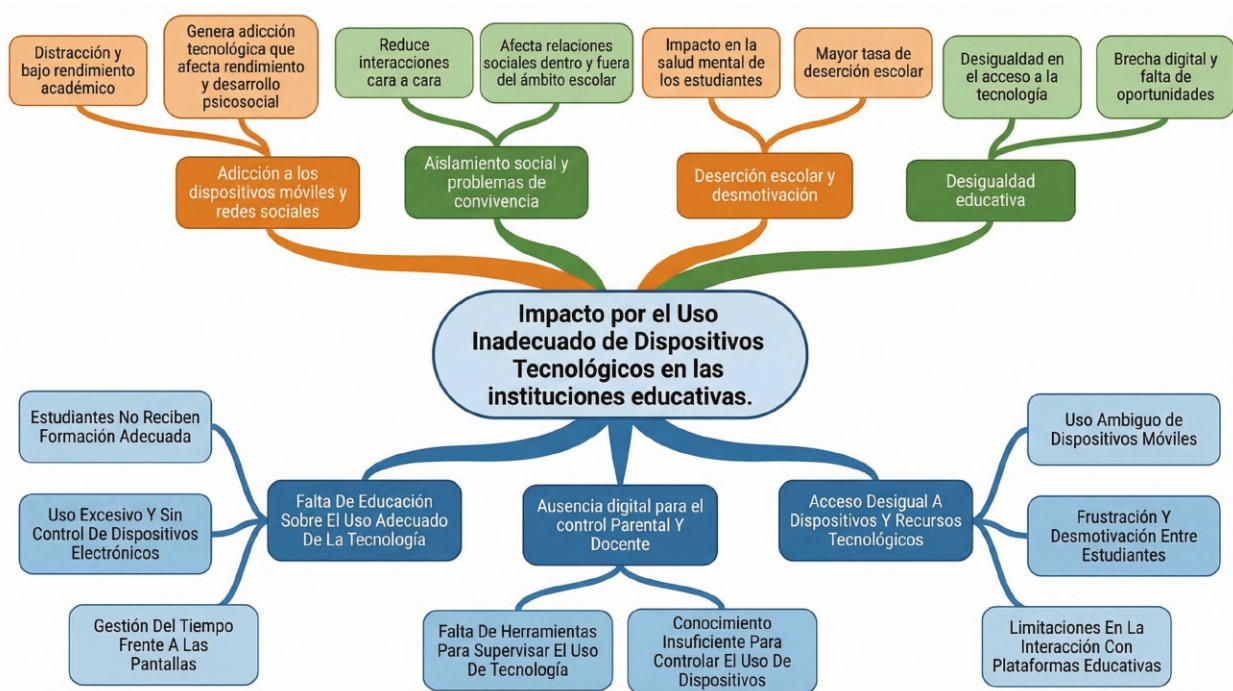 Distracción y
bajo rendimiento
académico
Genera adicción
tecnológica que
afecta rendimiento
y desarrollo
psicosocial
Reduce
interacciones
cara a cara
Afecta relaciones
sociales dentro y fuera
del ámbito escolar
Impacto en la
salud mental de
los estudiantes
Mayor tasa de
deserción escolar
Desigualdad en
el acceso a la
tecnología
Brecha digital y
falta de
oportunidades
Adicción a los
dispositivos móviles y
redes sociales
Aislamiento social y
problemas de
convivencia
Deserción escolar y
desmotivación
Desigualdad
educativa
Impacto por el Uso
Inadecuado de Dispositivos
Tecnológicos en las
instituciones educativas.
Estudiantes No Reciben
Formación Adecuada
Uso Excesivo Y Sin
Control De Dispositivos
Electrónicos
Gestión Del Tiempo
Frente A Las
Pantallas
Falta De Educación
Sobre El Uso Adecuado
De La Tecnología
Ausencia digital para el
control Parental Y
Docente
Falta De Herramientas
Para Supervisar El Uso
De Tecnología
Conocimiento
Insuficiente Para
Controlar El Uso De
Dispositivos
Acceso Desigual A
Dispositivos Y Recursos
Tecnológicos
Uso Ambiguo de
Dispositivos Móviles
Frustración Y
Desmotivación Entre
Estudiantes
Limitaciones En La
Interacción Con
Plataformas Educativas